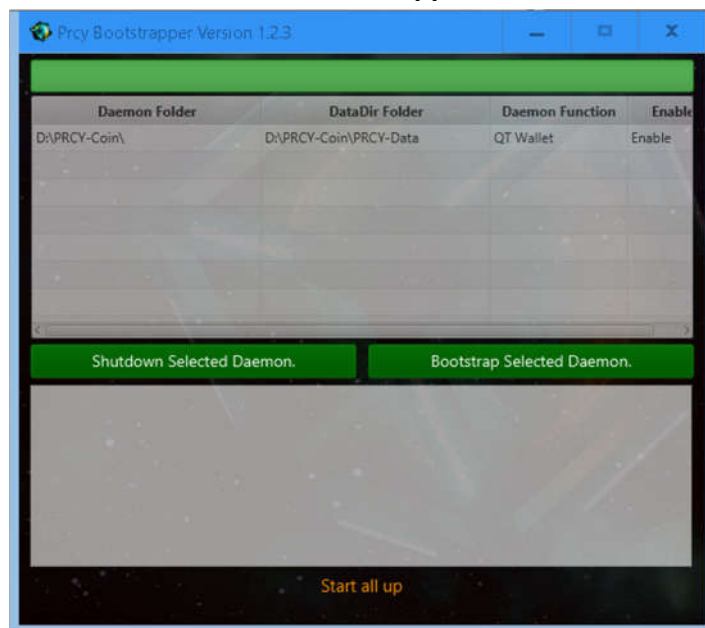 Prcy Bootstrapper Version 1.2.3
Daemon Folder DataDir Folder Daemon Function Enable
D:\PRCY-Coin\ D:\PRCY-Coin\PRCY-Data QT Wallet Enable
Shutdown Selected Daemon. Bootstrap Selected Daemon.
Start all up